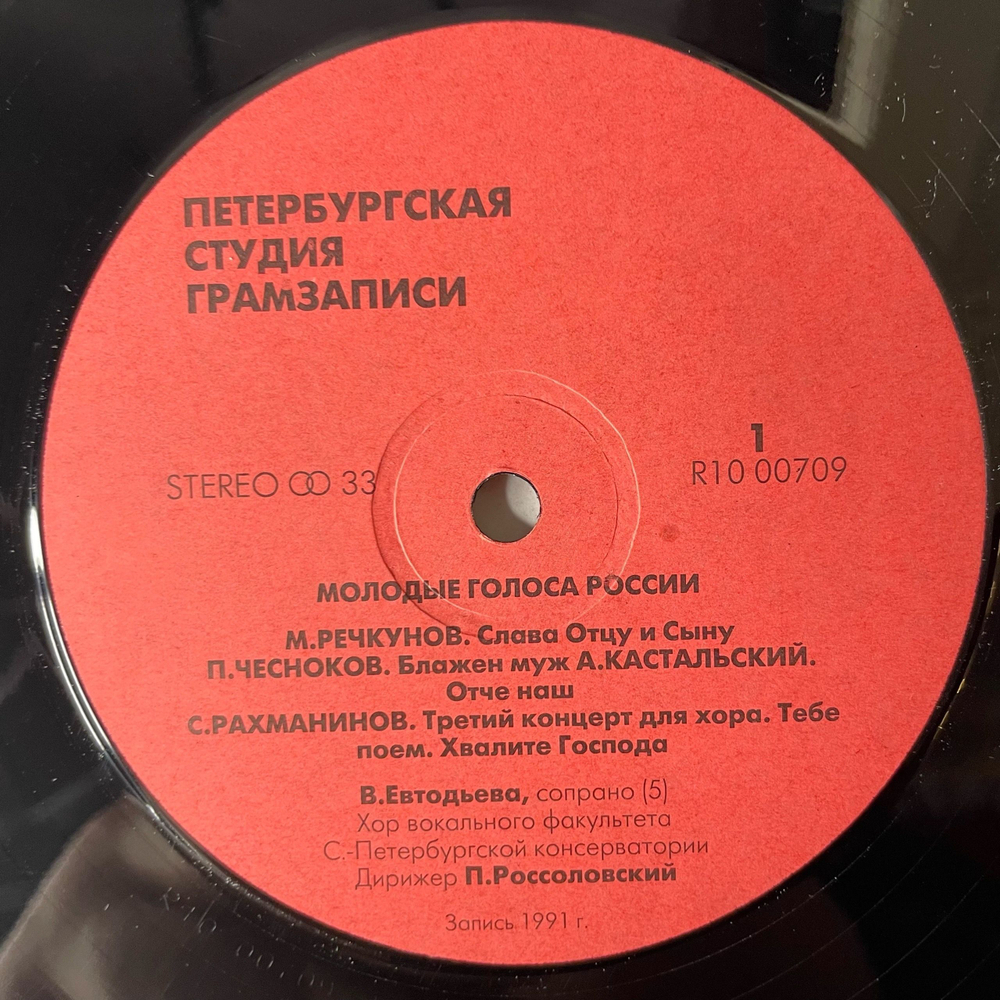 ПЕТЕРБУРГСКАЯ
СТУДИЯ
ГРАМЗАПИСИ
1
STEREO ꝏ 33
R10 00709
МОЛОДЫЕ ГОЛОСА РОССИИ
М.РЕЧКУНОВ. Слава Отцу и Сыну
П.ЧЕСНОКОВ. Блажен муж А.КАСТАЛЬСКИЙ.
Отче наш
С.РАХМАНИНОВ. Третий концерт для хора. Тебе
поем. Хвалите Господа
В.Евтодьева, сопрано (5)
Хор вокального факультета
С.-Петербургской консерватории
Дирижер П.Россоловский
Запись 1991 г.